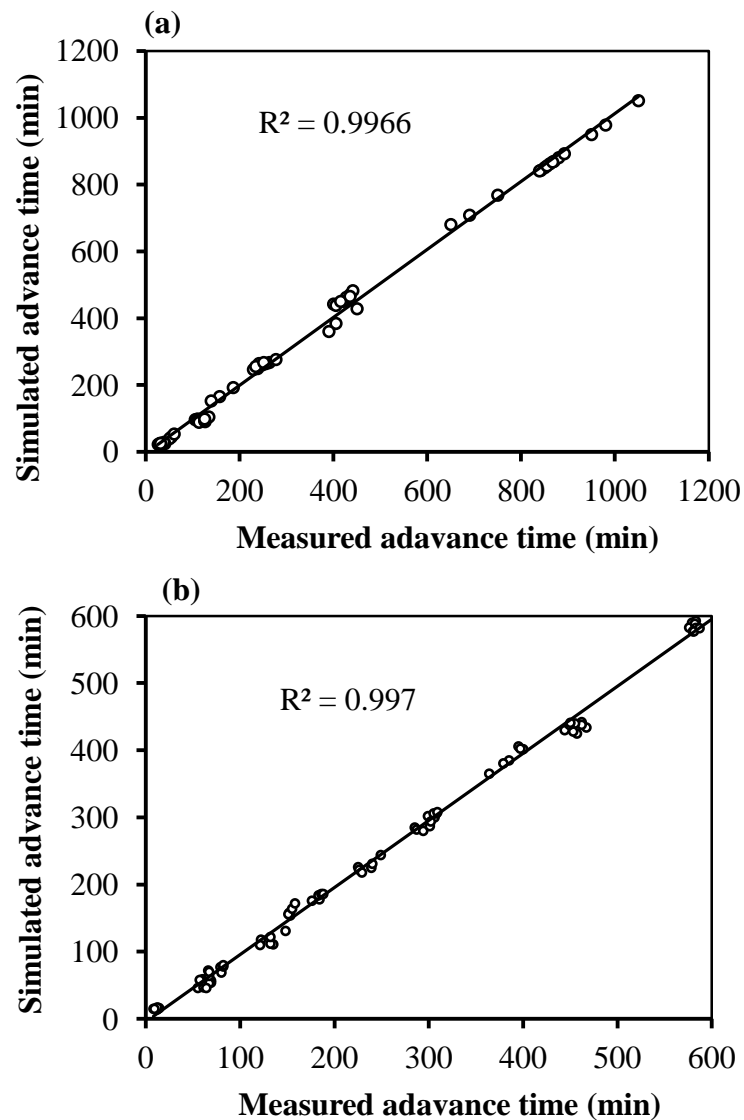 (a)
Simulated advance time (min)
1200
1000
800
600
400
200
0
R² = 0.9966
0 200 400 600 800 1000 1200
Measured adavance time (min)
(b)
Simulated advance time (min)
600
500
400
300
200
100
0
R² = 0.997
0 100 200 300 400 500 600
Measured adavance time (min)